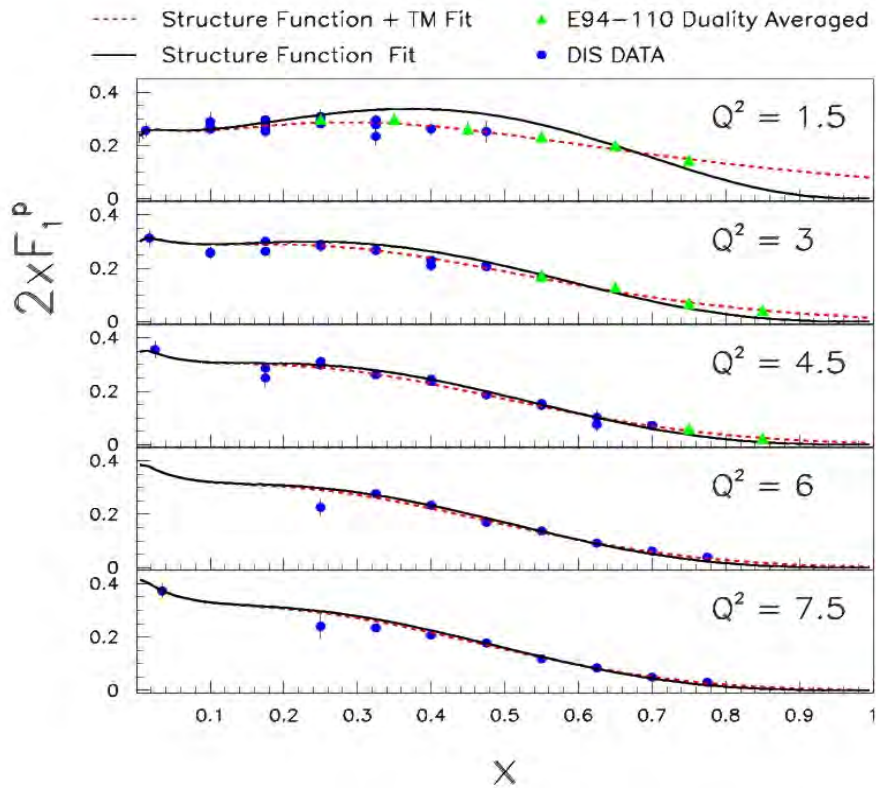 Structure Function + TM Fit
E94-110 Duality Averaged
Structure Function Fit
DIS DATA
2xF₁ᵖ
0.4
0.2
0
Q² = 1.5
0.4
0.2
0
Q² = 3
0.4
0.2
0
Q² = 4.5
0.4
0.2
0
Q² = 6
0.4
0.2
0
Q² = 7.5
0.1 0.2 0.3 0.4 0.5 0.6 0.7 0.8 0.9 1
x